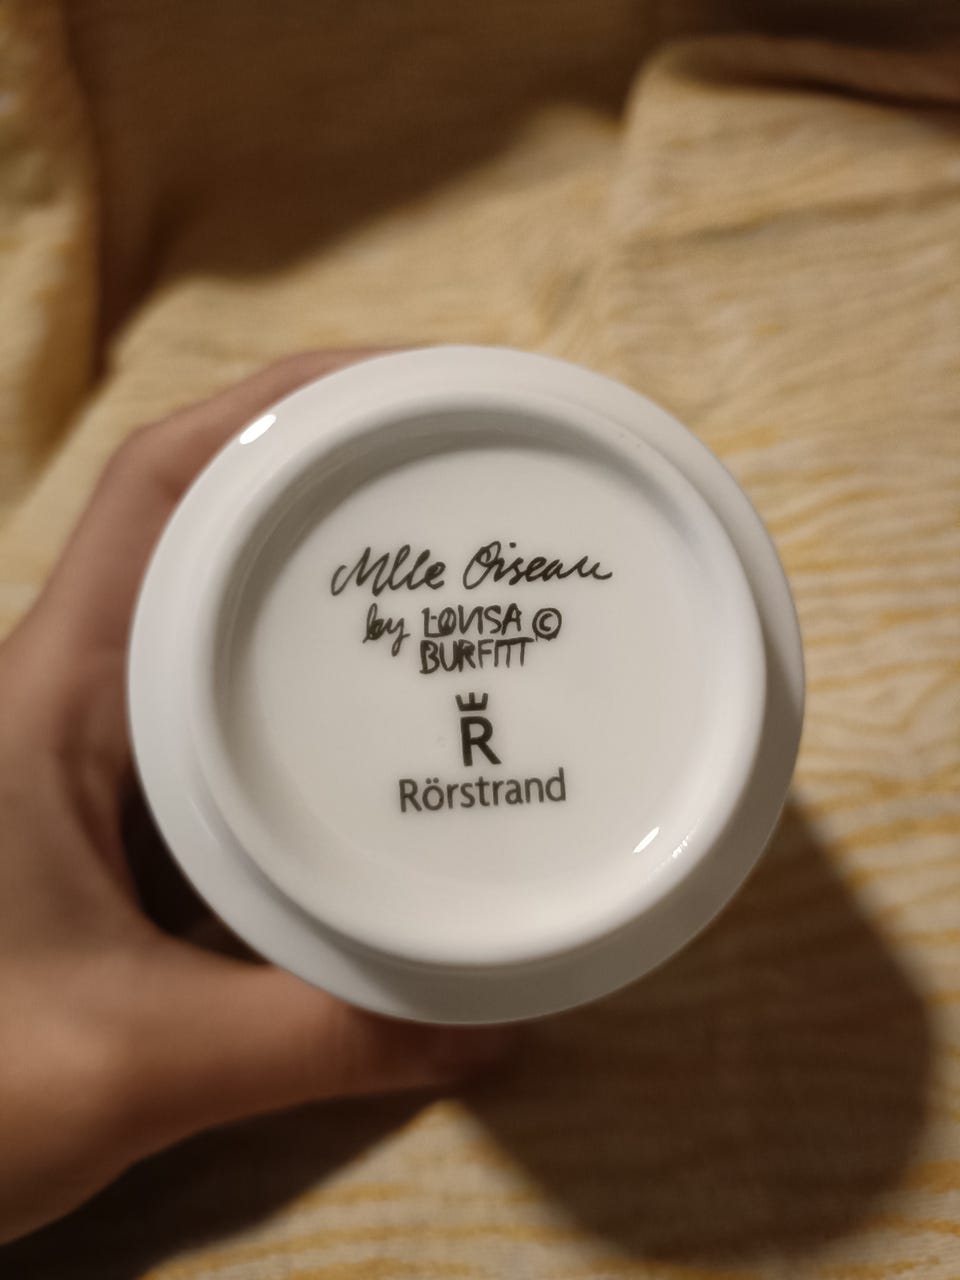 Mlle Oiseau
by LOVISA ©
BURFITT
R
Rörstrand